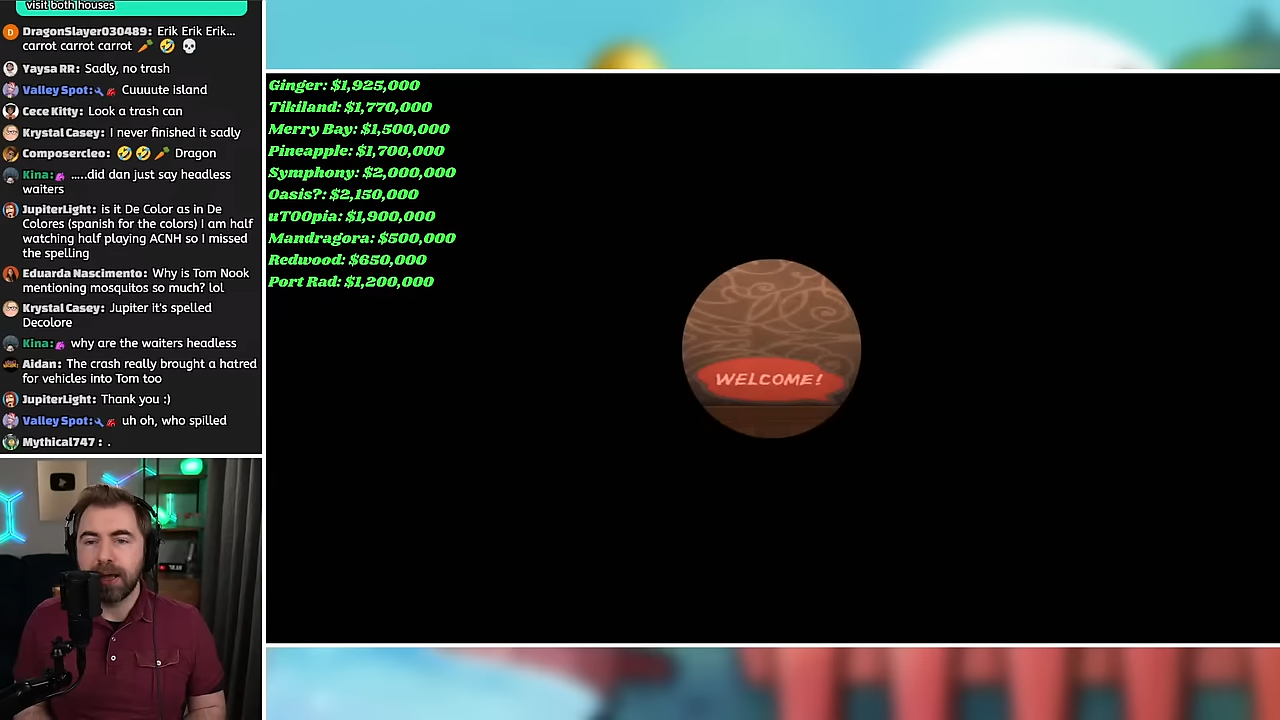 visit both houses
DragonSlayer030489: Erik Erik Erik...
carrot carrot carrot 🥕 🤣 💀
Yaysa RR: Sadly, no trash
Valley Spot: Cuuuute island
Cece Kitty: Look a trash can
Krystal Casey: I never finished it sadly
Composercleo: 🤣 🤣 🥕 Dragon
Kina: .....did dan just say headless
waiters
JupiterLight: is it De Color as in De
Colores (spanish for the colors) I am half
watching half playing ACNH so I missed
the spelling
Eduarda Nascimento: Why is Tom Nook
mentioning mosquitos so much? lol
Krystal Casey: Jupiter it's spelled
Decolore
Kina: why are the waiters headless
Aidan: The crash really brought a hatred
for vehicles into Tom too
JupiterLight: Thank you :)
Valley Spot: uh oh, who spilled
Mythical747 : .
Ginger: $1,925,000
Tikiland: $1,770,000
Merry Bay: $1,500,000
Pineapple: $1,700,000
Symphony: $2,000,000
Oasis?: $2,150,000
uTOOpia: $1,900,000
Mandragora: $500,000
Redwood: $650,000
Port Rad: $1,200,000
WELCOME!